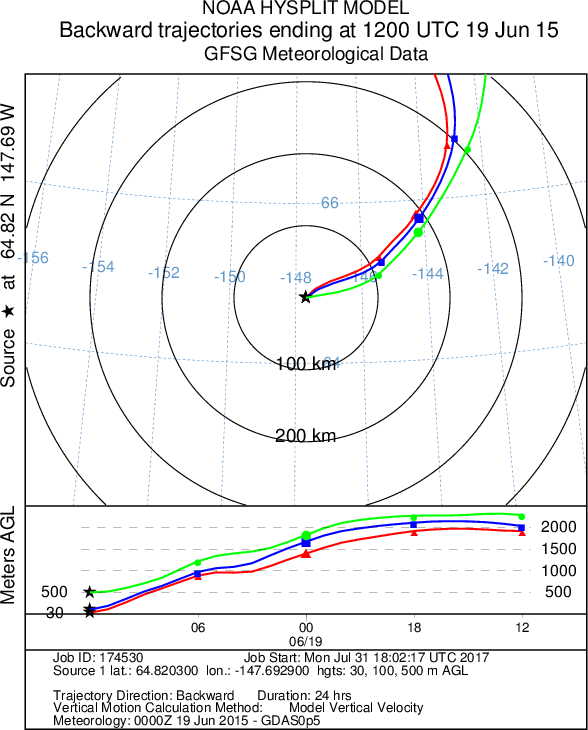 NOAA HYSPLIT MODEL
Backward trajectories ending at 1200 UTC 19 Jun 15
GFSG Meteorological Data
Source ★ at 64.82 N 147.69 W
66
-156
-154
-152
-150
-148
-146
-144
-142
-140
64
100 km
200 km
Meters AGL
2000
1500
1000
500
500
30
06
00
18
12
06/19
Job ID: 174530 Job Start: Mon Jul 31 18:02:17 UTC 2017
Source 1 lat.: 64.820300 lon.: -147.692900 hgts: 30, 100, 500 m AGL
Trajectory Direction: Backward Duration: 24 hrs
Vertical Motion Calculation Method: Model Vertical Velocity
Meteorology: 0000Z 19 Jun 2015 - GDAS0p5